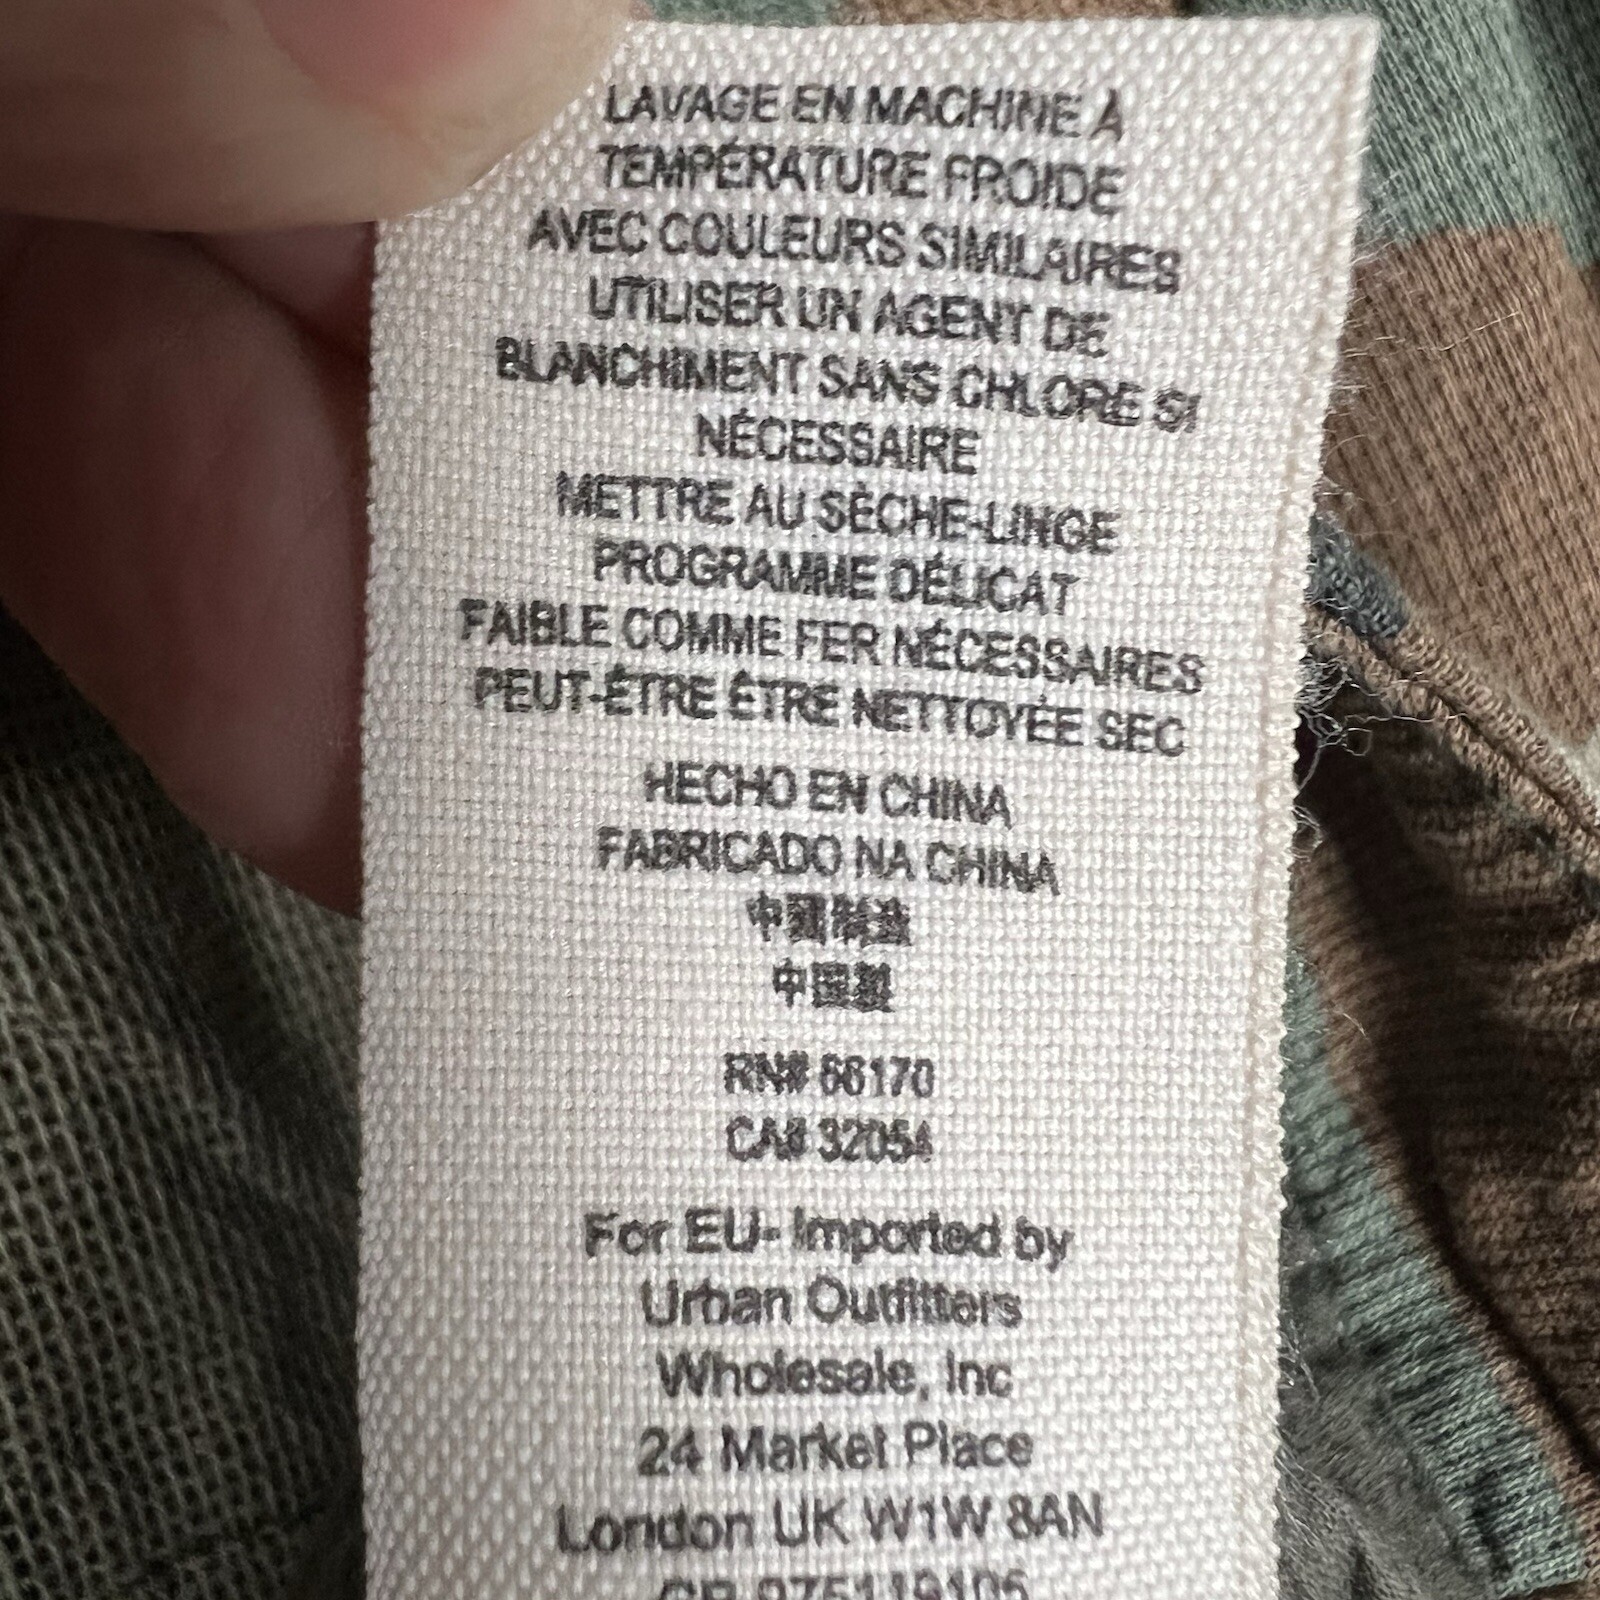 LAVAGE EN MACHINE À
TEMPÉRATURE FROIDE
AVEC COULEURS SIMILAIRES
UTILISER UN AGENT DE
BLANCHIMENT SANS CHLORE SI
NÉCESSAIRE
METTRE AU SÈCHE-LINGE
PROGRAMME DÉLICAT
FAIBLE COMME FER NÉCESSAIRES
PEUT-ÊTRE ÊTRE NETTOYÉE SEC
HECHO EN CHINA
FABRICADO NA CHINA
中國製造
中国製
RN# 66170
CA# 32054
For EU- Imported by
Urban Outfitters
Wholesale, Inc
24 Market Place
London UK W1W 8AN
GB 975119105